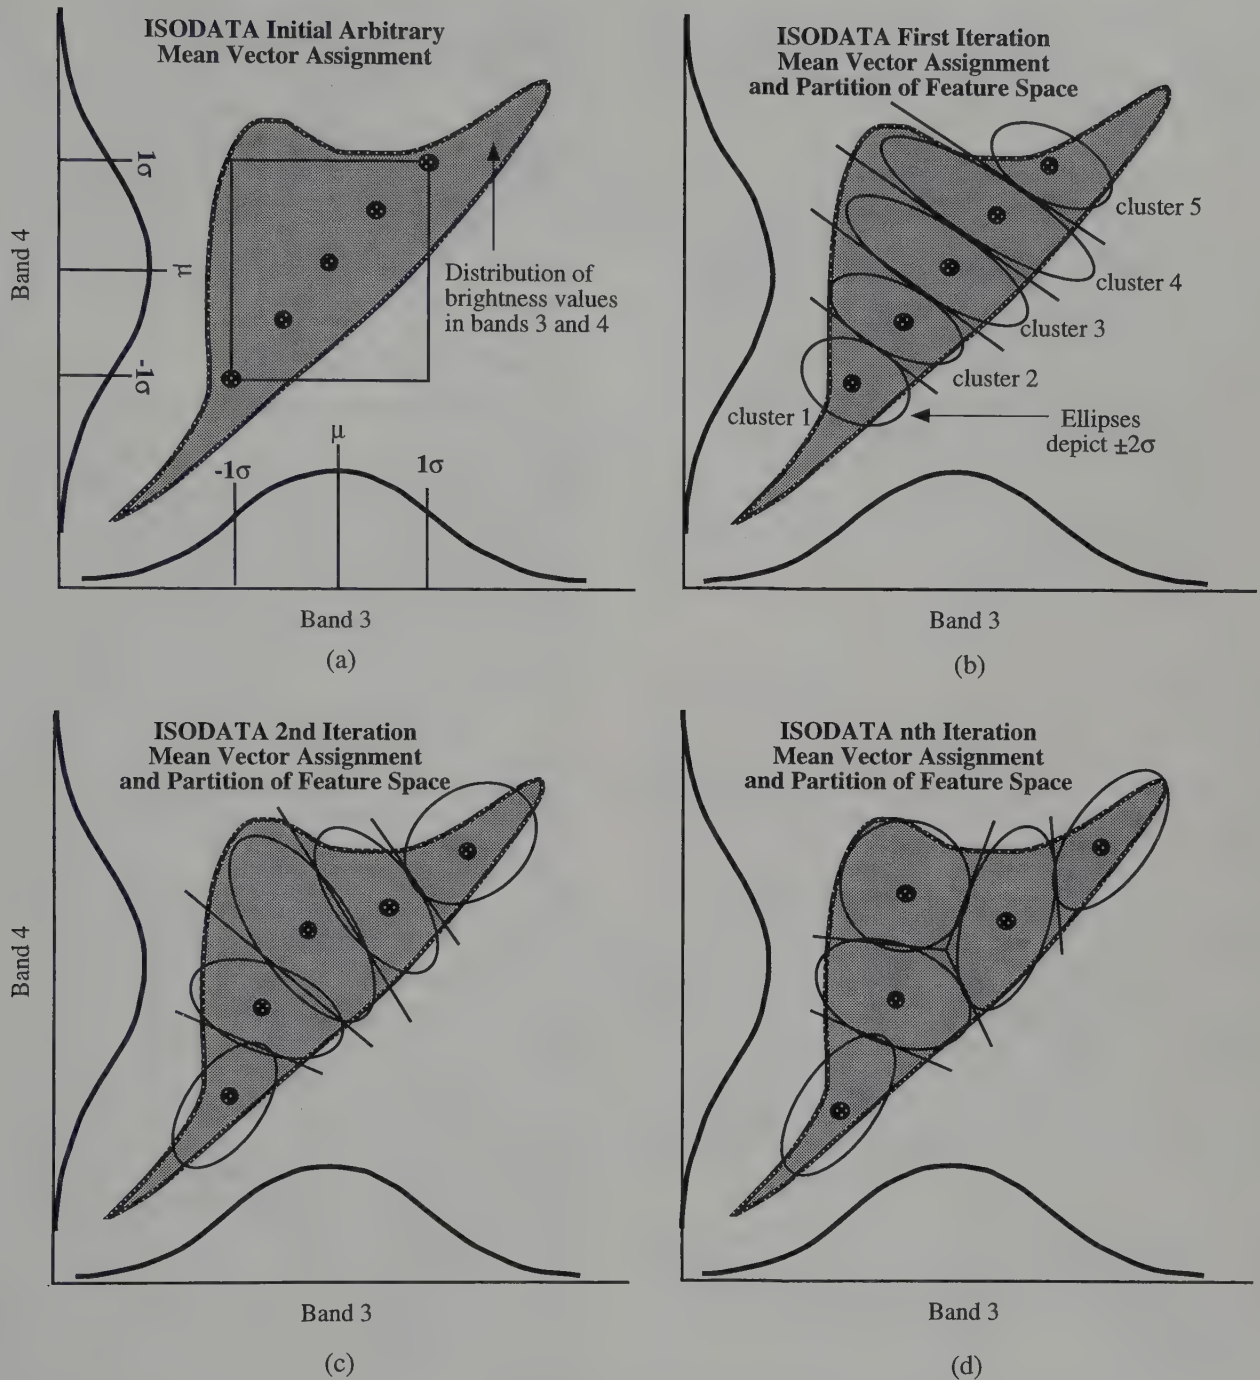 ISODATA Initial Arbitrary
Mean Vector Assignment
1σ
μ
-1σ
Band 4
Distribution of
brightness values
in bands 3 and 4
-1σ
μ
1σ
Band 3
(a)
ISODATA First Iteration
Mean Vector Assignment
and Partition of Feature Space
cluster 5
cluster 4
cluster 3
cluster 2
cluster 1
Ellipses
depict ±2σ
Band 3
(b)
ISODATA 2nd Iteration
Mean Vector Assignment
and Partition of Feature Space
Band 4
Band 3
(c)
ISODATA nth Iteration
Mean Vector Assignment
and Partition of Feature Space
Band 3
(d)